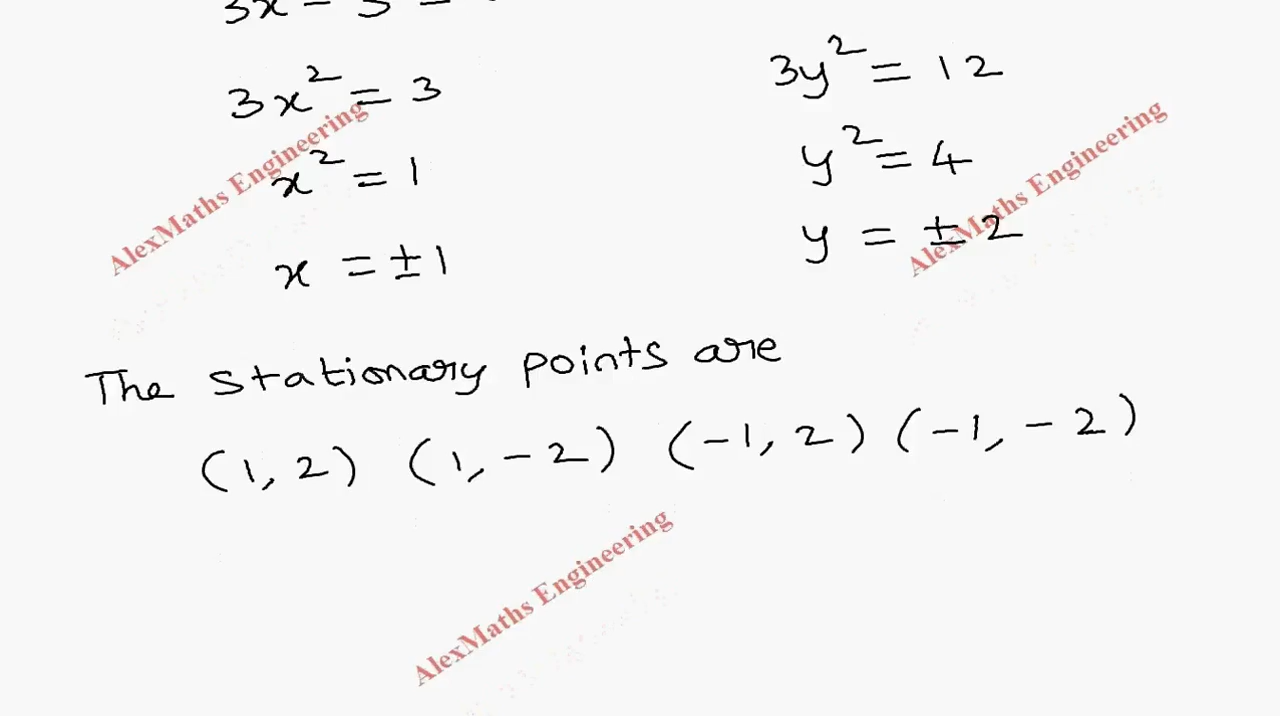 3x² = 3
x² = 1
x = ±1
3y² = 12
y² = 4
y = ±2
AlexMaths Engineering
AlexMaths Engineering
The stationary points are
(1, 2) (1, -2) (-1, 2) (-1, -2)
AlexMaths Engineering